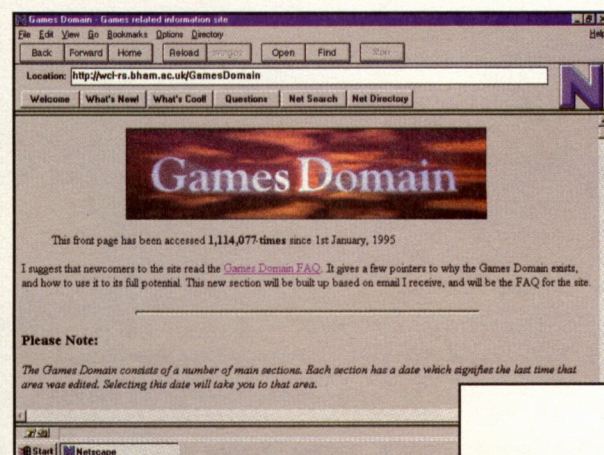 Games Domain - Games related information site
File Edit View Go Bookmarks Options Directory Help
Back Forward Home Reload Images Open Find Stop
Location: http://wcl-rs.bham.ac.uk/GamesDomain
Welcome What's New! What's Cool! Questions Net Search Net Directory
N
Games Domain
This front page has been accessed 1,114,077 times since 1st January, 1995
I suggest that newcomers to the site read the Games Domain FAQ. It gives a few pointers to why the Games Domain exists,
and how to use it to its full potential. This new section will be built up based on email I receive, and will be the FAQ for the site.
Please Note:
The Games Domain consists of a number of main sections. Each section has a date which signifies the last time that
area was edited. Selecting this date will take you to that area.
Start Netscape